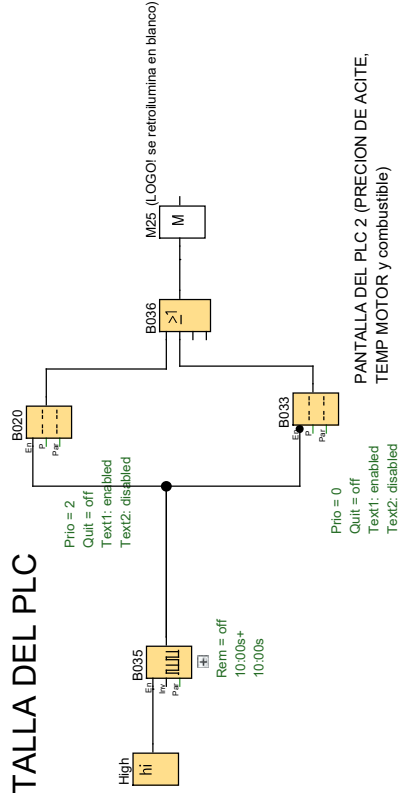 TALLA DEL PLC
High
hi
B035
En
Inv
Par
Rem = off
10:00s+
10:00s
B020
En
P
Par
Prio = 2
Quit = off
Text1: enabled
Text2: disabled
B033
En
P
Par
Prio = 0
Quit = off
Text1: enabled
Text2: disabled
B036
>1
M25 (LOGO! se retroilumina en blanco)
M
PANTALLA DEL PLC 2 (PRECION DE ACITE,
TEMP MOTOR y combustible)